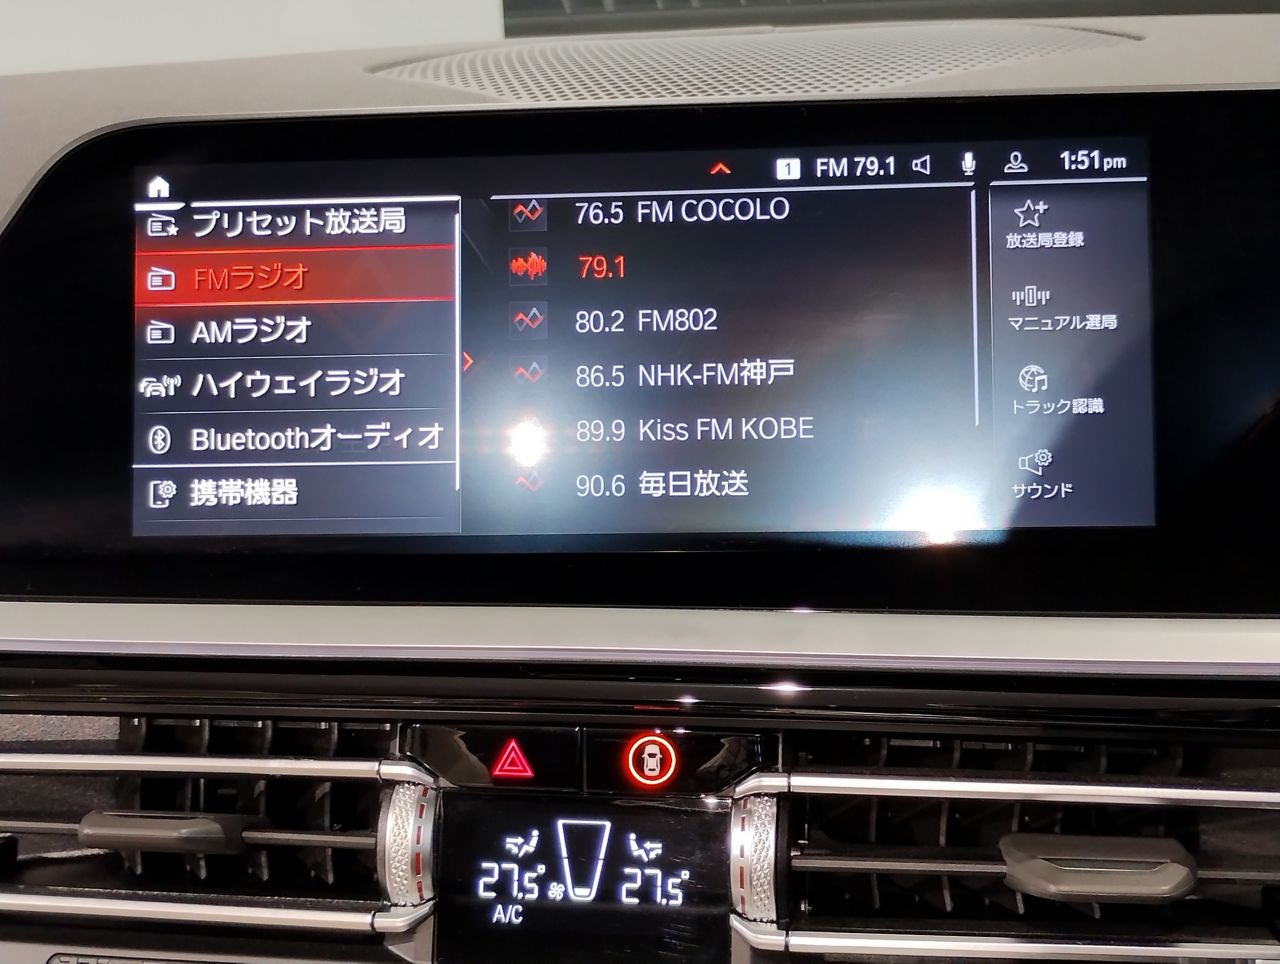 1 FM 79.1 1:51pm
プリセット放送局
FMラジオ
AMラジオ
ハイウェイラジオ
Bluetoothオーディオ
携帯機器
76.5 FM COCOLO
79.1
80.2 FM802
86.5 NHK-FM神戸
89.9 Kiss FM KOBE
90.6 毎日放送
放送局登録
マニュアル選局
トラック認識
サウンド
27.5° 27.5°
A/C